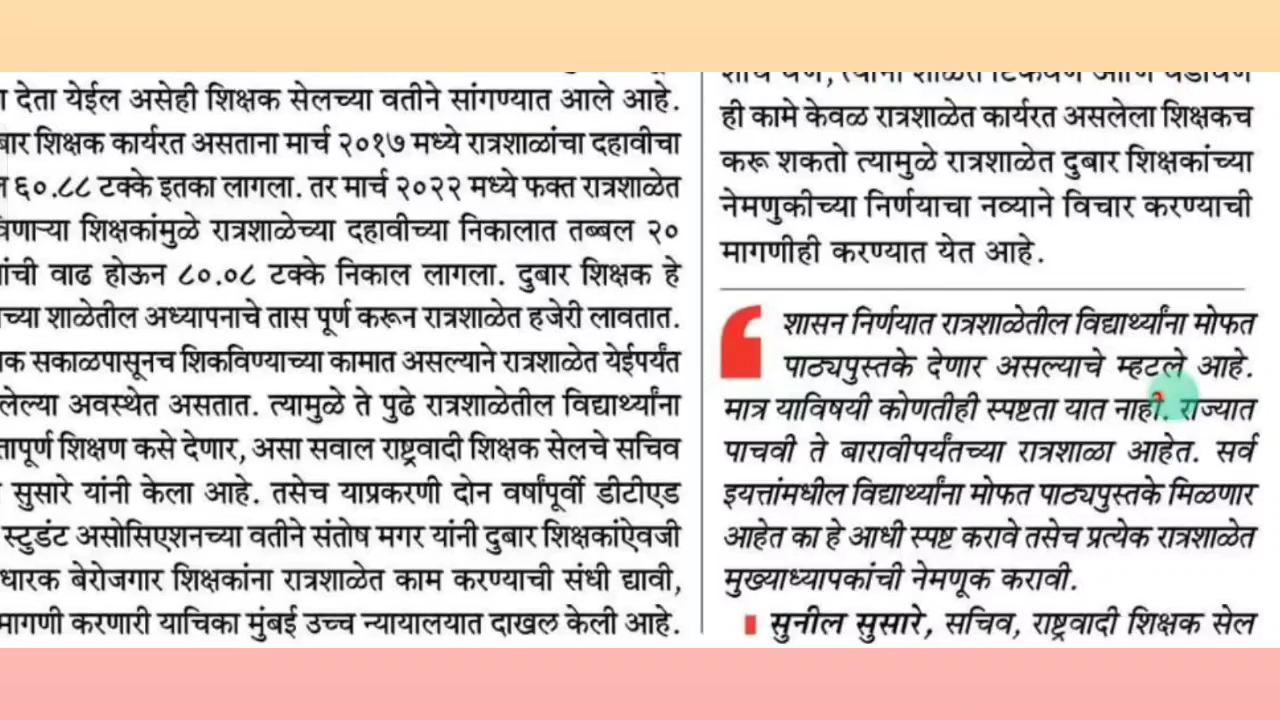 देता येईल असेही शिक्षक सेलच्या वतीने सांगण्यात आले आहे.
शिक्षक कार्यरत असताना मार्च २०१७ मध्ये रात्रशाळांचा दहावीचा
६०.८८ टक्के इतका लागला. तर मार्च २०२२ मध्ये फक्त रात्रशाळेत
शिक्षकांमुळे रात्रशाळेच्या दहावीच्या निकालात तब्बल २०
वाढ होऊन ८०.०८ टक्के निकाल लागला. दुबार शिक्षक हे
शाळेतील अध्यापनाचे तास पूर्ण करून रात्रशाळेत हजेरी लावतात.
सकाळपासूनच शिकविण्याच्या कामात असल्याने रात्रशाळेत येईपर्यंत
अवस्थेत असतात. त्यामुळे ते पुढे रात्रशाळेतील विद्यार्थ्यांना
शिक्षण कसे देणार, असा सवाल राष्ट्रवादी शिक्षक सेलचे सचिव
सुसारे यांनी केला आहे. तसेच याप्रकरणी दोन वर्षांपूर्वी डीटीएड
स्टुडंट असोसिएशनच्या वतीने संतोष मगर यांनी दुबार शिक्षकांऐवजी
धारक बेरोजगार शिक्षकांना रात्रशाळेत काम करण्याची संधी द्यावी,
मागणी करणारी याचिका मुंबई उच्च न्यायालयात दाखल केली आहे.
ही कामे केवळ रात्रशाळेत कार्यरत असलेला शिक्षकच
करू शकतो त्यामुळे रात्रशाळेत दुबार शिक्षकांच्या
नेमणुकीच्या निर्णयाचा नव्याने विचार करण्याची
मागणीही करण्यात येत आहे.
शासन निर्णयात रात्रशाळेतील विद्यार्थ्यांना मोफत
पाठ्यपुस्तके देणार असल्याचे म्हटले आहे.
मात्र याविषयी कोणतीही स्पष्टता यात नाही. राज्यात
पाचवी ते बारावीपर्यंतच्या रात्रशाळा आहेत. सर्व
इयत्तांमधील विद्यार्थ्यांना मोफत पाठ्यपुस्तके मिळणार
आहेत का हे आधी स्पष्ट करावे तसेच प्रत्येक रात्रशाळेत
मुख्याध्यापकांची नेमणूक करावी.
सुनील सुसारे, सचिव, राष्ट्रवादी शिक्षक सेल